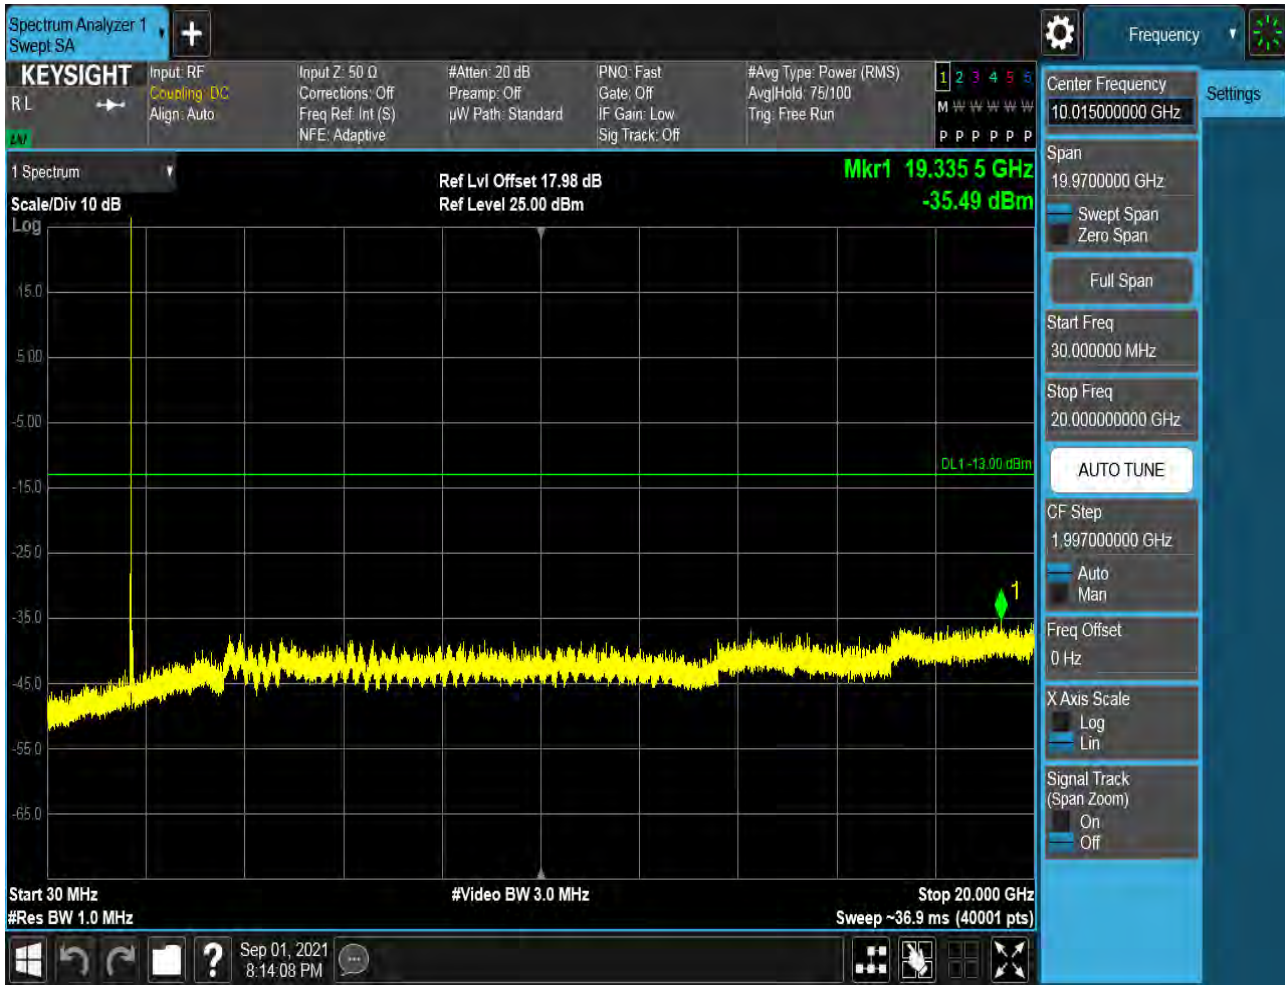 Spectrum Analyzer 1
Swept SA
+
Frequency
KEYSIGHT
R L
LNI
Input: RF
Coupling: DC
Align: Auto
Input Z: 50 Ω
Corrections: Off
Freq Ref: Int (S)
NFE: Adaptive
#Atten: 20 dB
Preamp: Off
µW Path: Standard
PNO: Fast
Gate: Off
IF Gain: Low
Sig Track: Off
#Avg Type: Power (RMS)
Avg|Hold: 75/100
Trig: Free Run
1 2 3 4 5 6
M W W W W W
P P P P P P
1 Spectrum
Scale/Div 10 dB
Log
Ref Lvl Offset 17.98 dB
Ref Level 25.00 dBm
Mkr1 19.335 5 GHz
-35.49 dBm
15.0
5.00
-5.00
DL1 -13.00 dBm
-15.0
-25.0
1
-35.0
-45.0
-55.0
-65.0
Start 30 MHz
#Video BW 3.0 MHz
Stop 20.000 GHz
#Res BW 1.0 MHz
Sweep ~36.9 ms (40001 pts)
Center Frequency
10.015000000 GHz
Settings
Span
19.9700000 GHz
Swept Span
Zero Span
Full Span
Start Freq
30.000000 MHz
Stop Freq
20.000000000 GHz
AUTO TUNE
CF Step
1.997000000 GHz
Auto
Man
Freq Offset
0 Hz
X Axis Scale
Log
Lin
Signal Track
(Span Zoom)
On
Off
?
Sep 01, 2021
8:14:08 PM